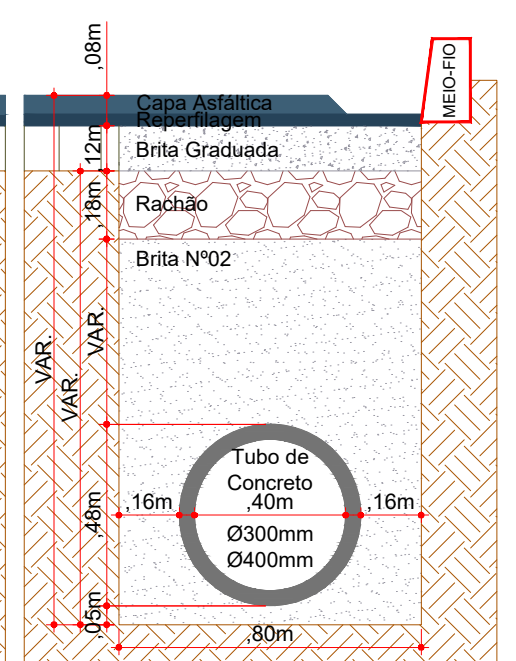 ,08m
MEIO-FIO
Capa Asfáltica
Reperfilagem
,12m
Brita Graduada
,18m
Rachão
Brita Nº02
VAR.
VAR.
VAR.
Tubo de
Concreto
,16m
,40m
,16m
,48m
Ø300mm
Ø400mm
,05m
,80m